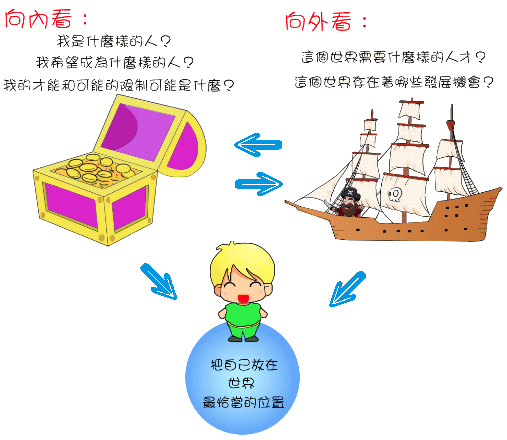 向內看：
我是什麼樣的人？
我希望成為什麼樣的人？
我的才能和可能的限制可能是什麼？
向外看：
這個世界需要什麼樣的人才？
這個世界存在著哪些發展機會？
把自己放在
世界
最恰當的位置